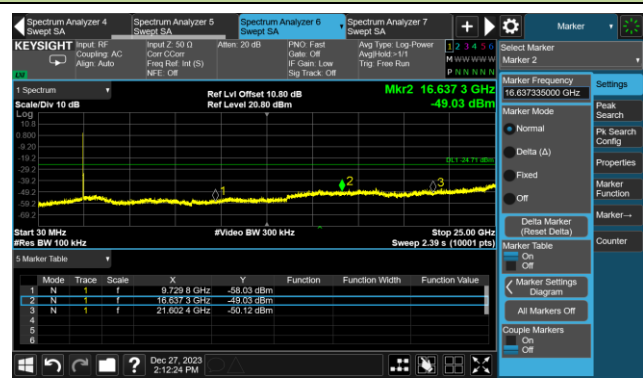 Spectrum Analyzer 4 Spectrum Analyzer 5 Spectrum Analyzer 6 Spectrum Analyzer 7 + Marker
Swept SA Swept SA Swept SA Swept SA
KEYSIGHT Input: RF Input Z: 50 Ω Atten: 20 dB PNO: Fast Avg Type: Log-Power 1 2 3 4 5 6
Coupling: AC Corr CCorr Gate: Off Avg|Hold:>1/1 M W W W W W
Align: Auto Freq Ref: Int (S) IF Gain: Low Trig: Free Run P N N N N N
NFE: Off Sig Track: Off
Select Marker
Marker 2
1 Spectrum
Ref Lvl Offset 10.80 dB Mkr2 16.637 3 GHz
Scale/Div 10 dB Ref Level 20.80 dBm -49.03 dBm
Log
10.8
0.800
-9.20
-19.2
DL1 -24.71 dBm
-29.2
-39.2
-49.2
-59.2
-69.2
1
2
3
Start 30 MHz #Video BW 300 kHz Stop 25.00 GHz
#Res BW 100 kHz Sweep 2.39 s (10001 pts)
5 Marker Table
Mode Trace Scale X Y Function Function Width Function Value
1 N 1 f 9.729 8 GHz -58.03 dBm
2 N 1 f 16.637 3 GHz -49.03 dBm
3 N 1 f 21.602 4 GHz -50.12 dBm
4
5
6
Marker Frequency
16.637335000 GHz
Marker Mode
Normal
Delta (Δ)
Fixed
Off
Delta Marker
(Reset Delta)
Marker Table
On
Off
Marker Settings
Diagram
All Markers Off
Couple Markers
On
Off
Settings
Peak
Search
Pk Search
Config
Properties
Marker
Function
Marker→
Counter
? Dec 27, 2023
2:12:24 PM